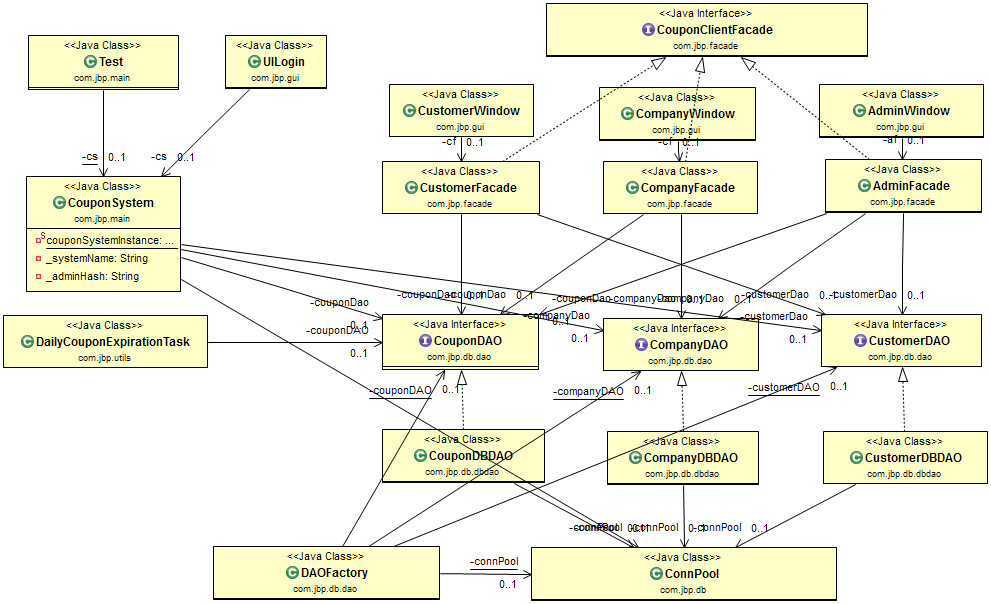 <<Java Interface>>
CouponClientFacade
com.jbp.facade
<<Java Class>>
Test
com.jbp.main
<<Java Class>>
UILogin
com.jbp.gui
<<Java Class>>
CustomerWindow
com.jbp.gui
<<Java Class>>
CompanyWindow
com.jbp.gui
<<Java Class>>
AdminWindow
com.jbp.gui
-cs 0..1
-cs 0..1
-cf 0..1
-cf 0..1
-af 0..1
<<Java Class>>
CouponSystem
com.jbp.main
couponSystemInstance: ...
_systemName: String
_adminHash: String
<<Java Class>>
CustomerFacade
com.jbp.facade
<<Java Class>>
CompanyFacade
com.jbp.facade
<<Java Class>>
AdminFacade
com.jbp.facade
-couponDao
0..1
-couponDao
0..1
0..1
-couponDao
-companyDao
0..1
-customerDao
0..1
-customerDao
0..1
-companyDao
0..1
-customerDao
0..1
-couponDAO
0..1
<<Java Class>>
DailyCouponExpirationTask
com.jbp.utils
<<Java Interface>>
CouponDAO
com.jbp.db.dao
<<Java Interface>>
CompanyDAO
com.jbp.db.dao
<<Java Interface>>
CustomerDAO
com.jbp.db.dao
-couponDAO 0..1
-companyDAO 0..1
-customerDAO 0..1
<<Java Class>>
CouponDBDAO
com.jbp.db.dbdao
<<Java Class>>
CompanyDBDAO
com.jbp.db.dbdao
<<Java Class>>
CustomerDBDAO
com.jbp.db.dbdao
-connPool
-connPool 0..1
-connPool 0..1
<<Java Class>>
DAOFactory
com.jbp.db.dao
-connPool
0..1
<<Java Class>>
ConnPool
com.jbp.db